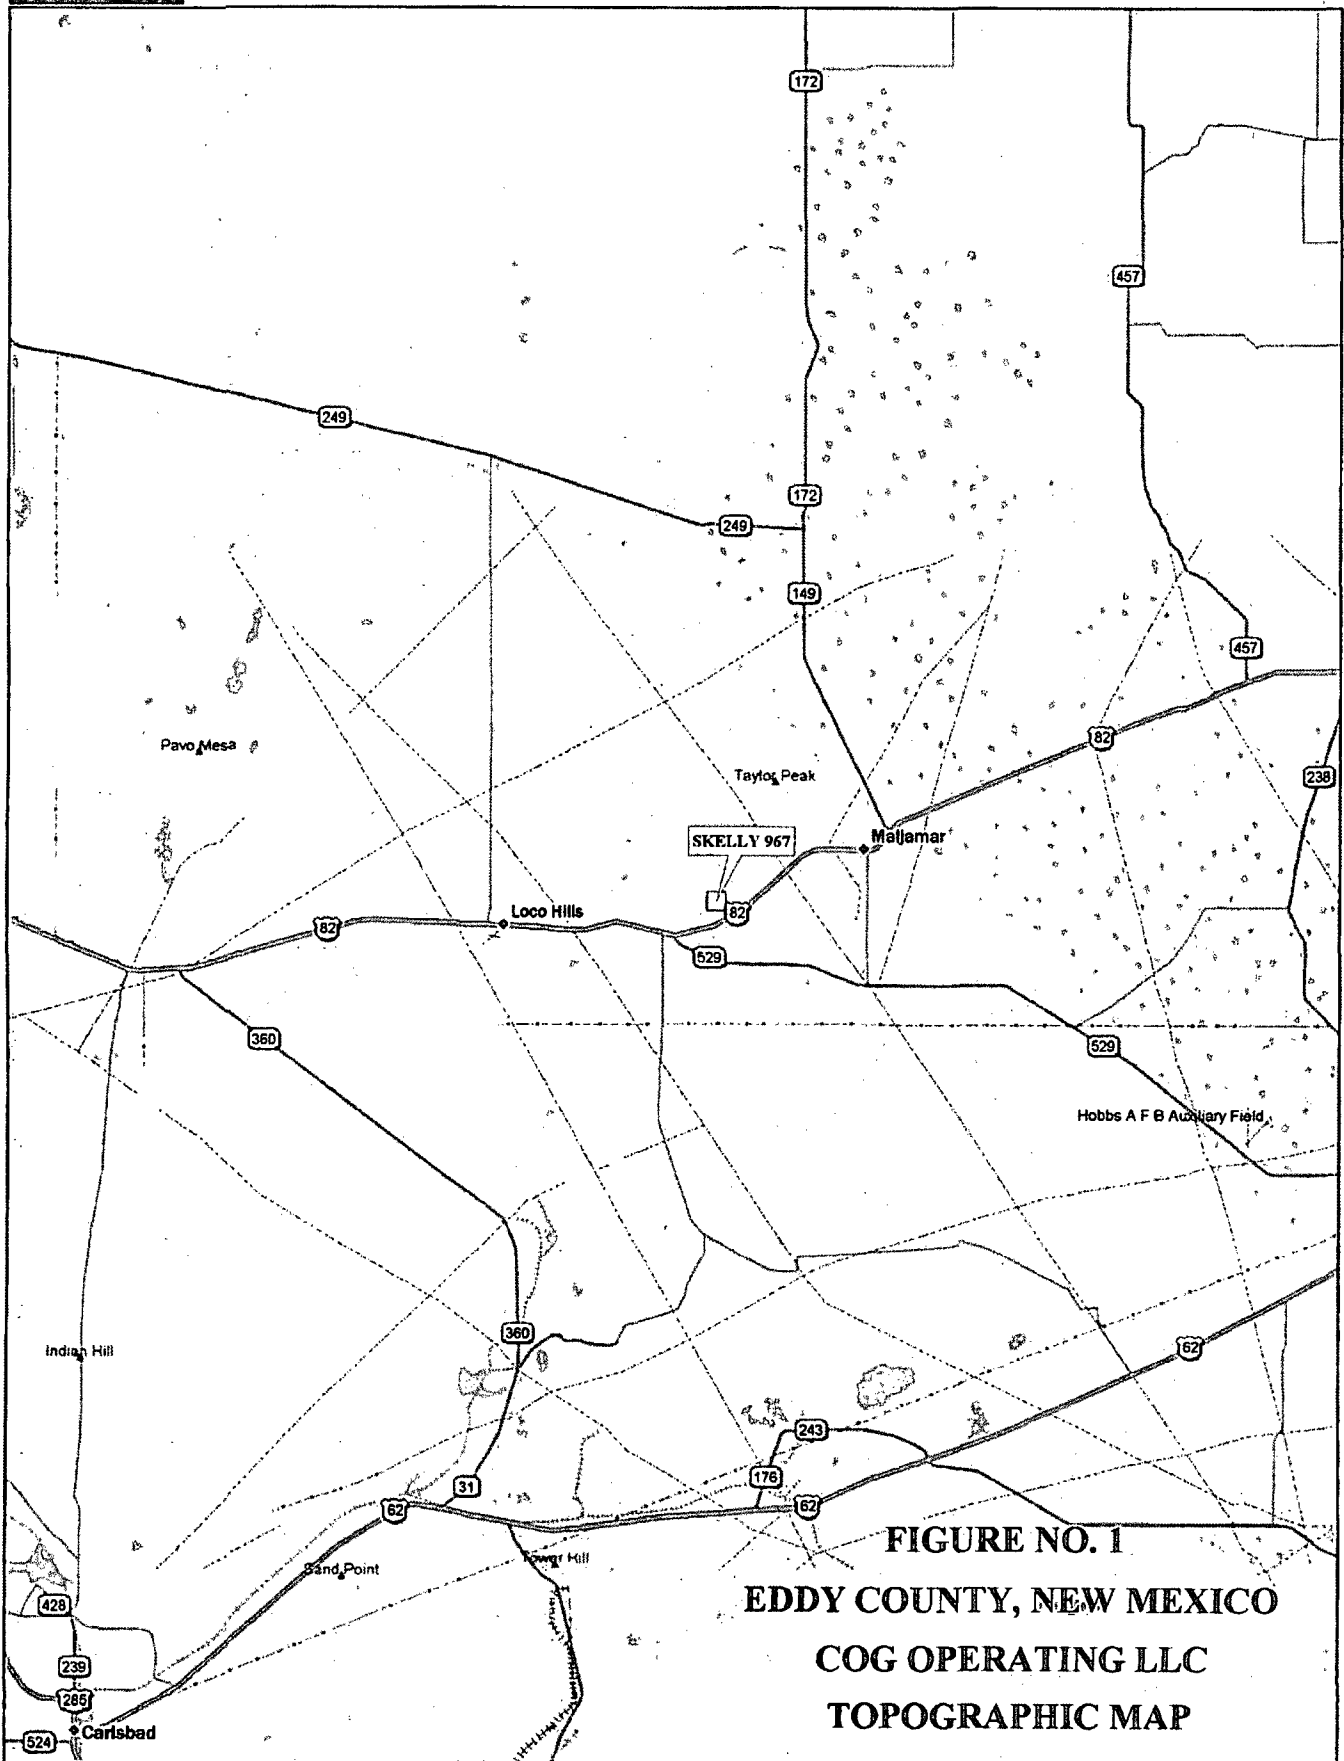 172
457
249
172
249
149
457
Pavo Mesa
82
Taylor Peak
238
SKELLY 967
Maljamar
Loco Hills
82
82
529
360
529
Hobbs A F B Auxiliary Field
360
62
Indian Hill
243
176
31
62
62
FIGURE NO. 1
Tower Hill
Sand Point
EDDY COUNTY, NEW MEXICO
428
COG OPERATING LLC
239
285
TOPOGRAPHIC MAP
Carlsbad
524